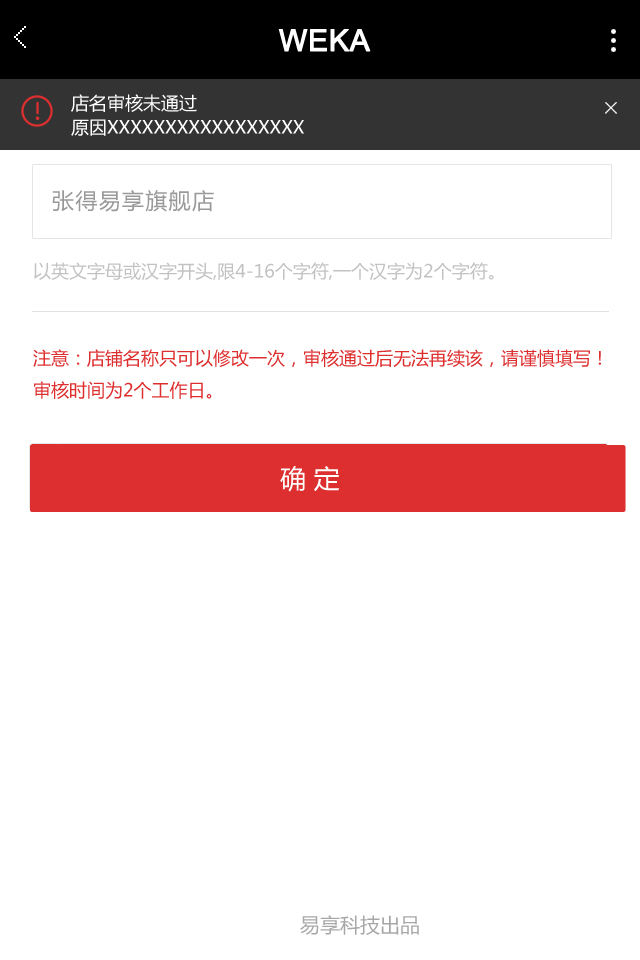 WEKA
店名审核未通过
原因XXXXXXXXXXXXXXXXX
张得易享旗舰店
以英文字母或汉字开头,限4-16个字符,一个汉字为2个字符。
注意：店铺名称只可以修改一次，审核通过后无法再续该，请谨慎填写！
审核时间为2个工作日。
确 定
易享科技出品